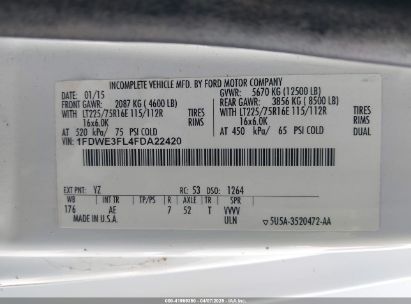 INCOMPLETE VEHICLE MFD. BY FORD MOTOR COMPANY
DATE: 01/15 GVWR: 5670 KG (12500 LB)
FRONT GAWR: 2087 KG (4600 LB) REAR GAWR: 3856 KG (8500 LB)
WITH LT225/75R16E 115/112R TIRES WITH LT225/75R16E 115/112R TIRES
16x6.0K RIMS 16x6.0K RIMS
AT 520 kPa/ 75 PSI COLD AT 450 kPa/ 65 PSI COLD DUAL
VIN: 1FDWE3FL4FDA22420
EXT PNT: YZ RC: 53 DSO: 1264
WB INT TR TP/PS R AXLE TR SPR
176 AE 7 52 T VVVV
MADE IN U.S.A. ULN 5U5A-3520472-AA